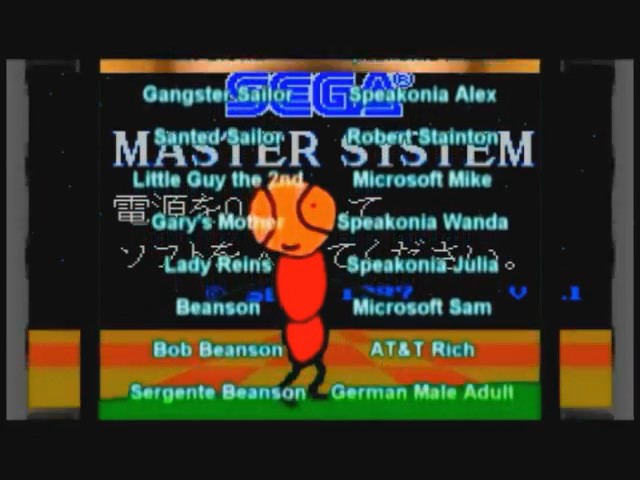 SEGA®
Gangster Sailor Speakonia Alex
MASTER SYSTEM
Santed Sailor Robert Stainton
Little Guy the 2nd Microsoft Mike
電源を て
Gary's Mother Speakonia Wanda
ソフトを てください。
Lady Reins Speakonia Julia
Beanson Microsoft Sam
Bob Beanson AT&T Rich
Sergente Beanson German Male Adult